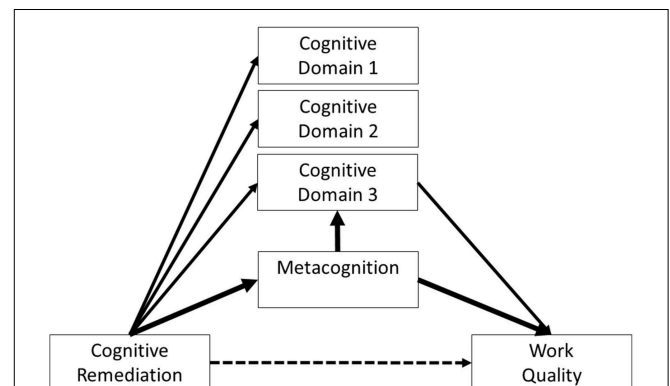 Cognitive
Domain 1
Cognitive
Domain 2
Cognitive
Domain 3
Metacognition
Cognitive
Remediation
Work
Quality